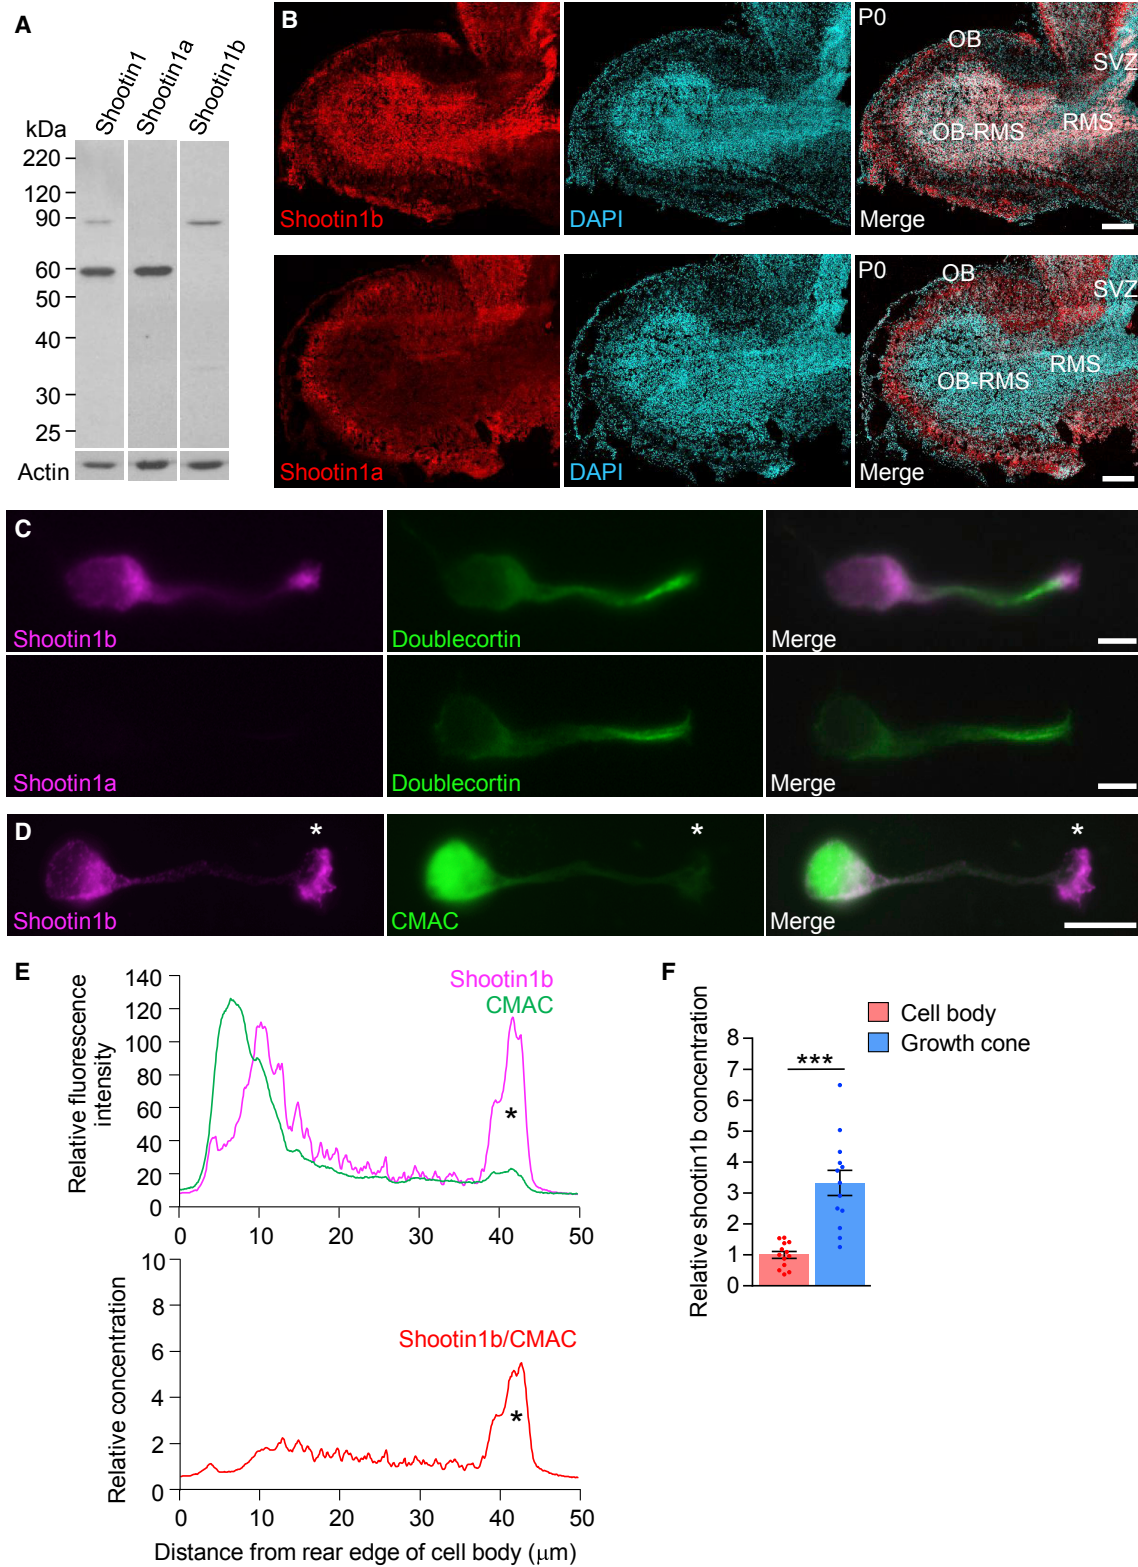 A
Shootin1
Shootin1a
Shootin1b
kDa
220
120
90
60
50
40
30
25
Actin
B
Shootin1b
DAPI
P0
OB
SVZ
RMS
OB-RMS
Merge
Shootin1a
DAPI
P0
OB
SVZ
RMS
OB-RMS
Merge
C
Shootin1b
Doublecortin
Merge
Shootin1a
Doublecortin
Merge
D
*
*
*
Shootin1b
CMAC
Merge
E
Relative fluorescence
intensity
140
120
100
80
60
40
20
0
Shootin1b
CMAC
*
0 10 20 30 40 50
Relative concentration
10
8
6
4
2
0
Shootin1b/CMAC
*
0 10 20 30 40 50
Distance from rear edge of cell body (μm)
F
Relative shootin1b concentration
8
7
6
5
4
3
2
1
0
***
Cell body
Growth cone